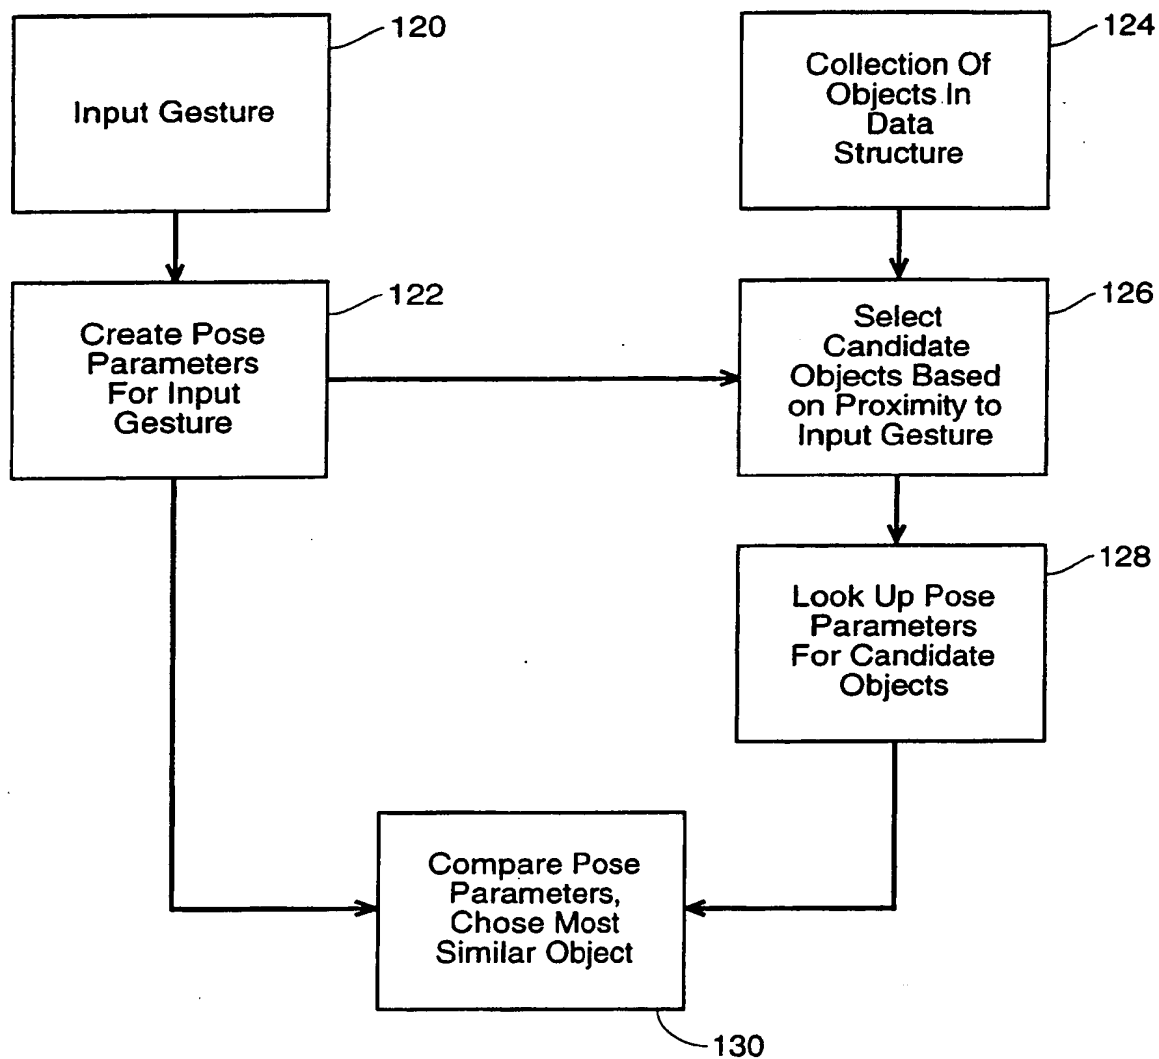 120
Input Gesture
124
Collection Of
Objects In
Data
Structure
122
Create Pose
Parameters
For Input
Gesture
126
Select
Candidate
Objects Based
on Proximity to
Input Gesture
128
Look Up Pose
Parameters
For Candidate
Objects
Compare Pose
Parameters,
Chose Most
Similar Object
130